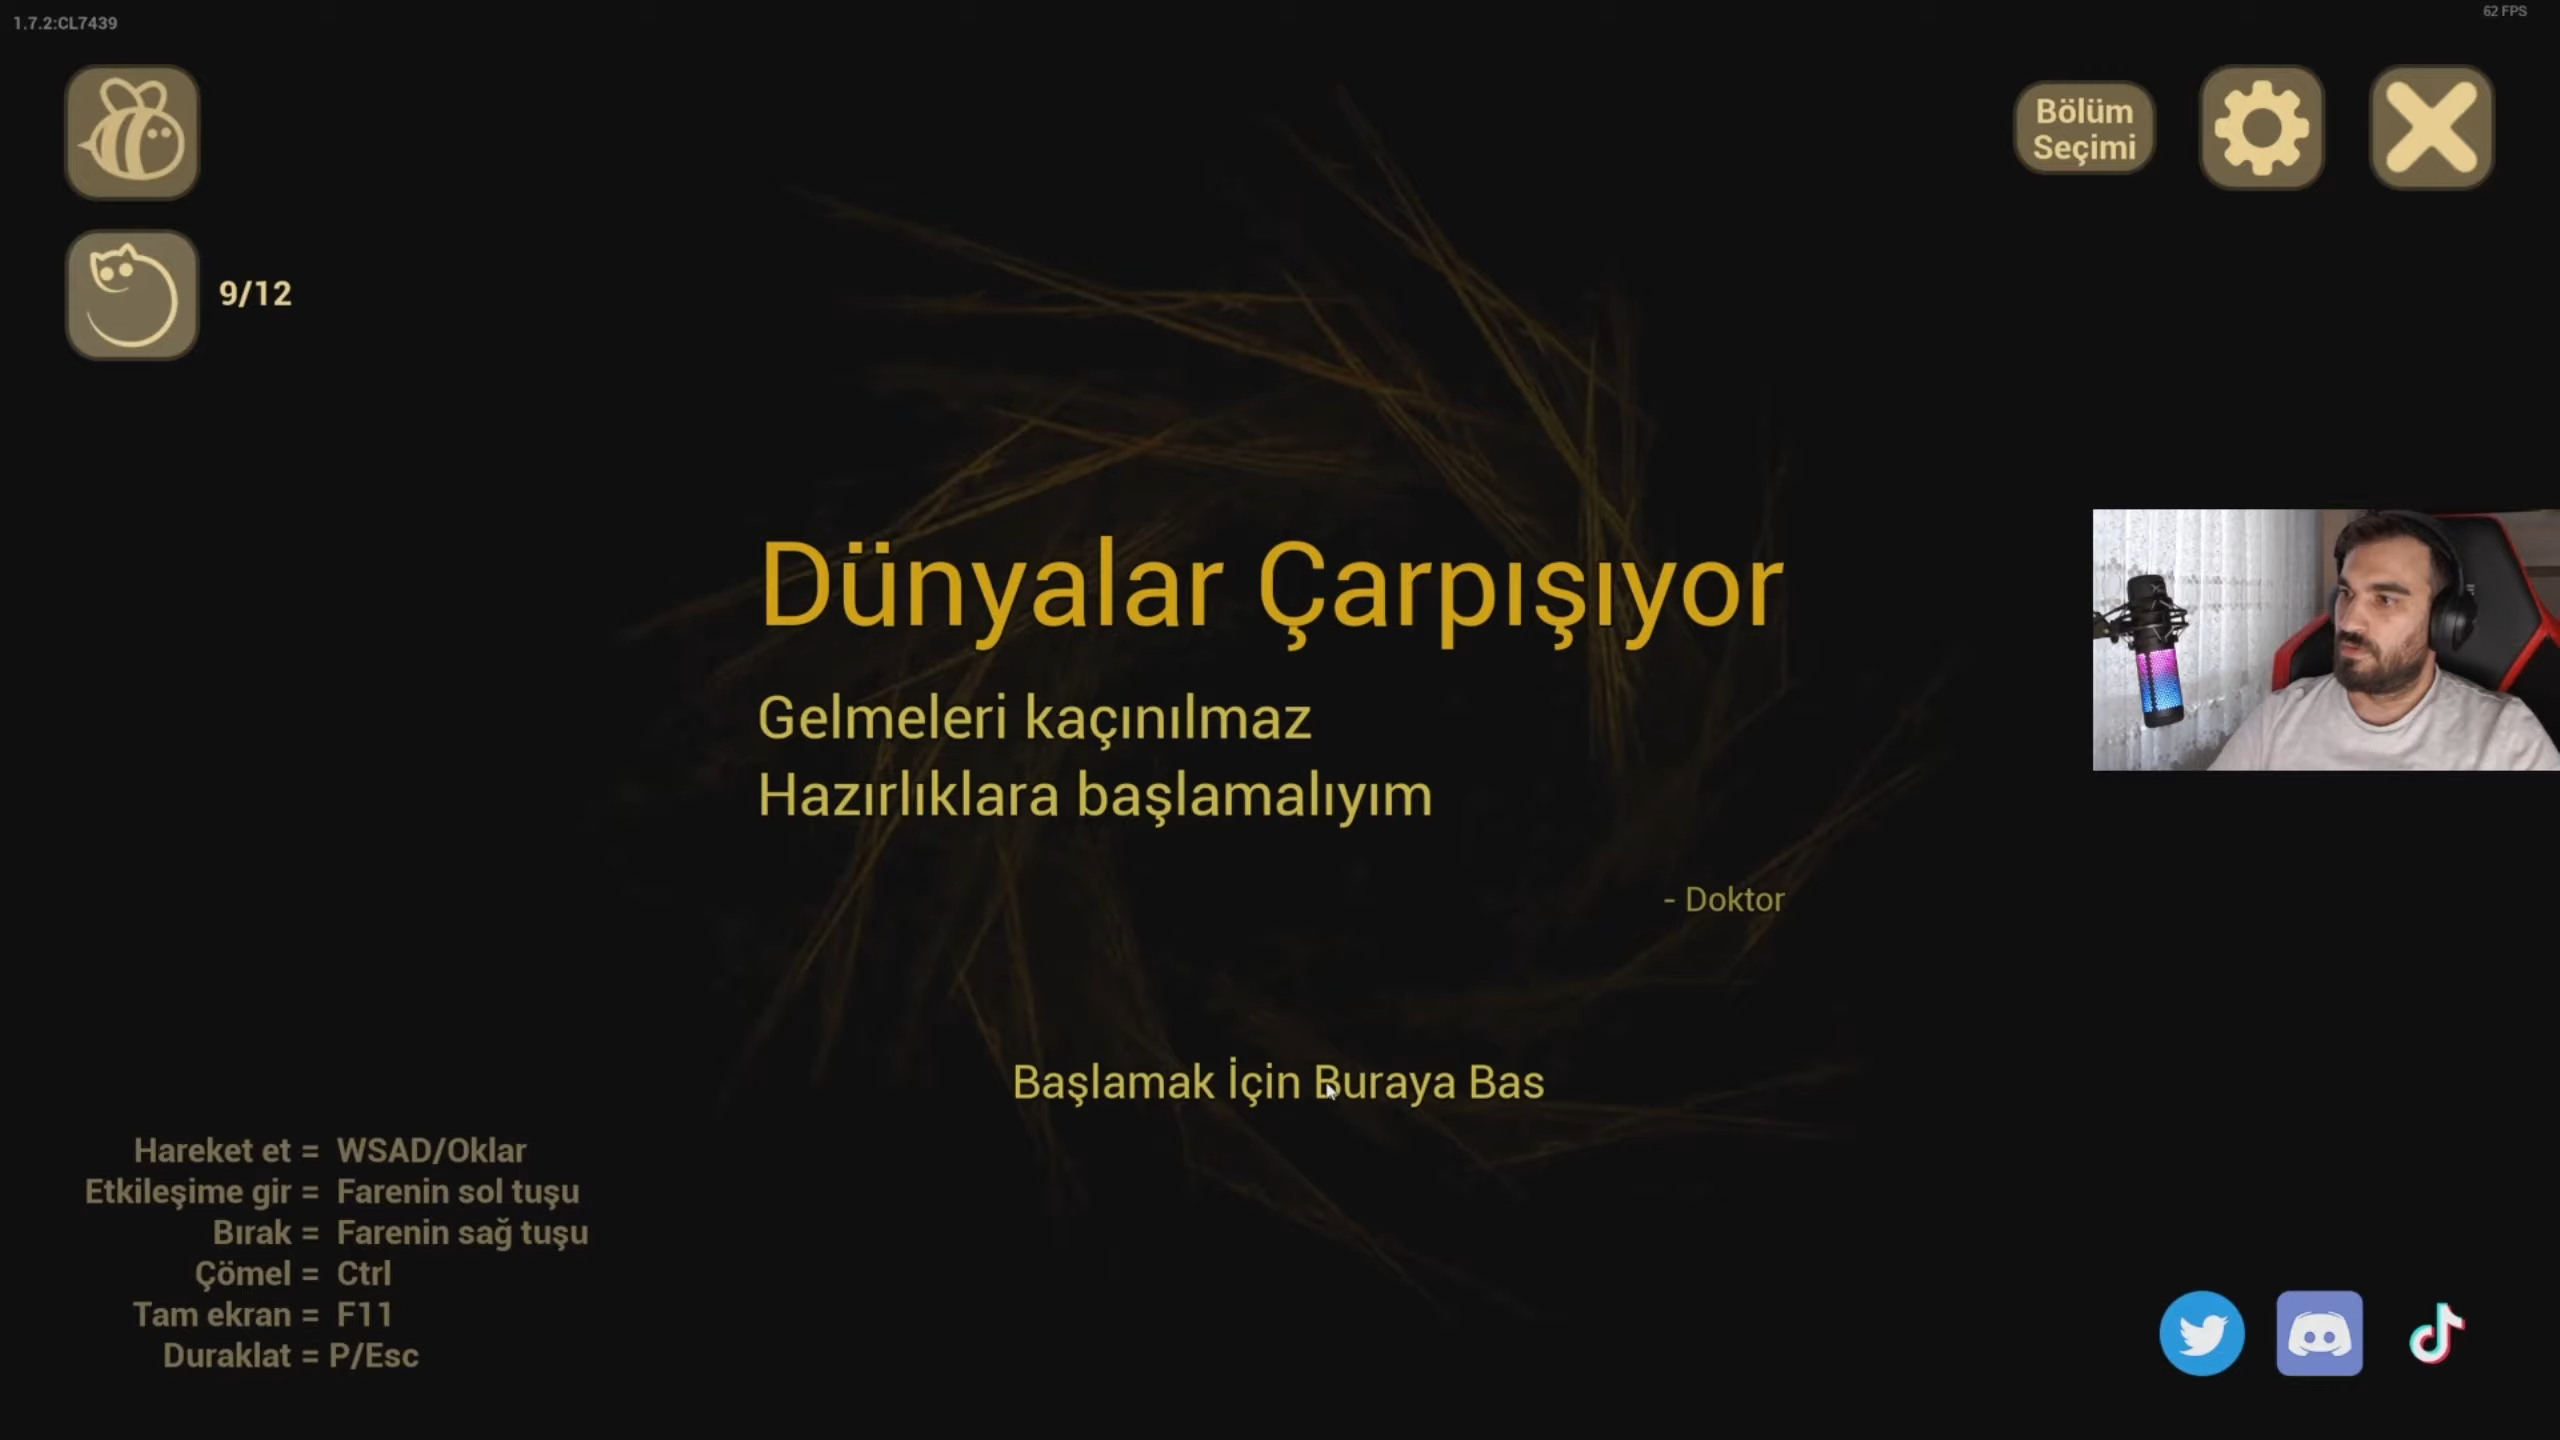 1.7.2:CL7439
62 FPS
Bölüm
Seçimi
9/12
Dünyalar Çarpışıyor
Gelmeleri kaçınılmaz
Hazırlıklara başlamalıyım
- Doktor
Başlamak İçin Buraya Bas
Hareket et = WSAD/Oklar
Etkileşime gir = Farenin sol tuşu
Bırak = Farenin sağ tuşu
Çömel = Ctrl
Tam ekran = F11
Duraklat = P/Esc